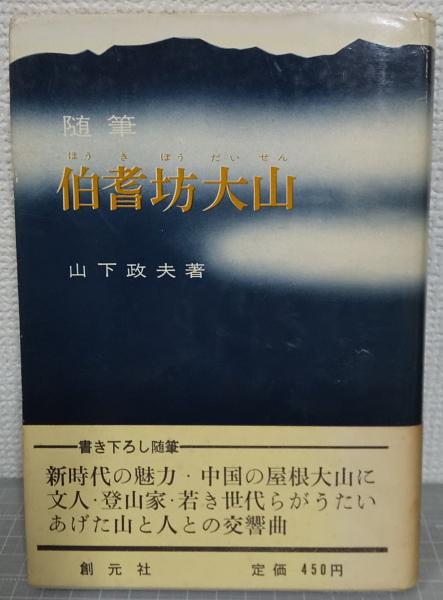 随筆
ほうきぼうだいせん
伯耆坊大山
山下政夫著
書き下ろし随筆
新時代の魅力・中国の屋根大山に
文人・登山家・若き世代らがうたい
あげた山と人との交響曲
創元社 定価 450円